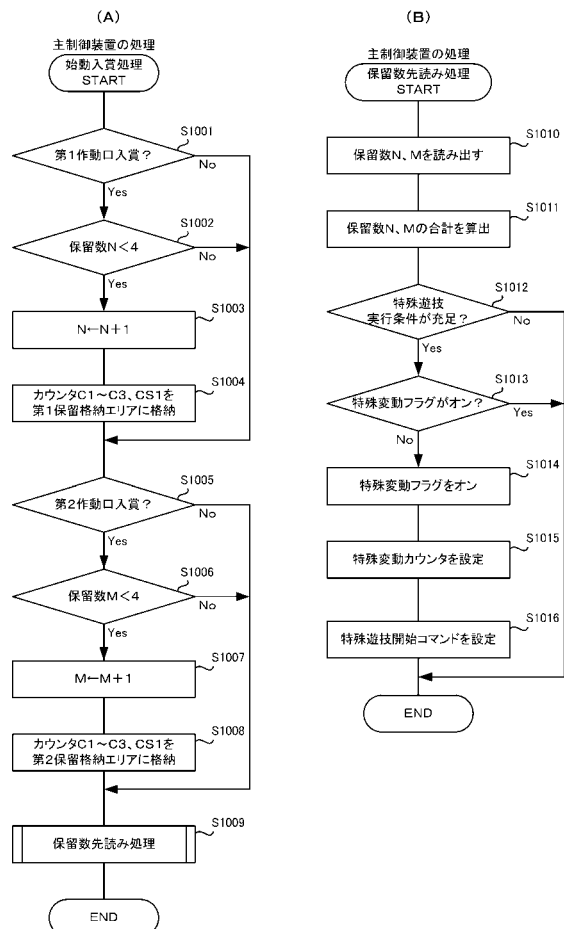 (A)
主制御装置の処理
始動入賞処理
START
S1001
第1作動口入賞？
No
Yes
S1002
保留数N＜4
No
Yes
S1003
N←N＋1
S1004
カウンタC1～C3、CS1を
第1保留格納エリアに格納
S1005
第2作動口入賞？
No
Yes
S1006
保留数M＜4
No
Yes
S1007
M←M＋1
S1008
カウンタC1～C3、CS1を
第2保留格納エリアに格納
S1009
保留数先読み処理
END
(B)
主制御装置の処理
保留数先読み処理
START
S1010
保留数N、Mを読み出す
S1011
保留数N、Mの合計を算出
S1012
特殊遊技
実行条件が充足？
No
Yes
S1013
特殊変動フラグがオン？
Yes
No
S1014
特殊変動フラグをオン
S1015
特殊変動カウンタを設定
S1016
特殊遊技開始コマンドを設定
END